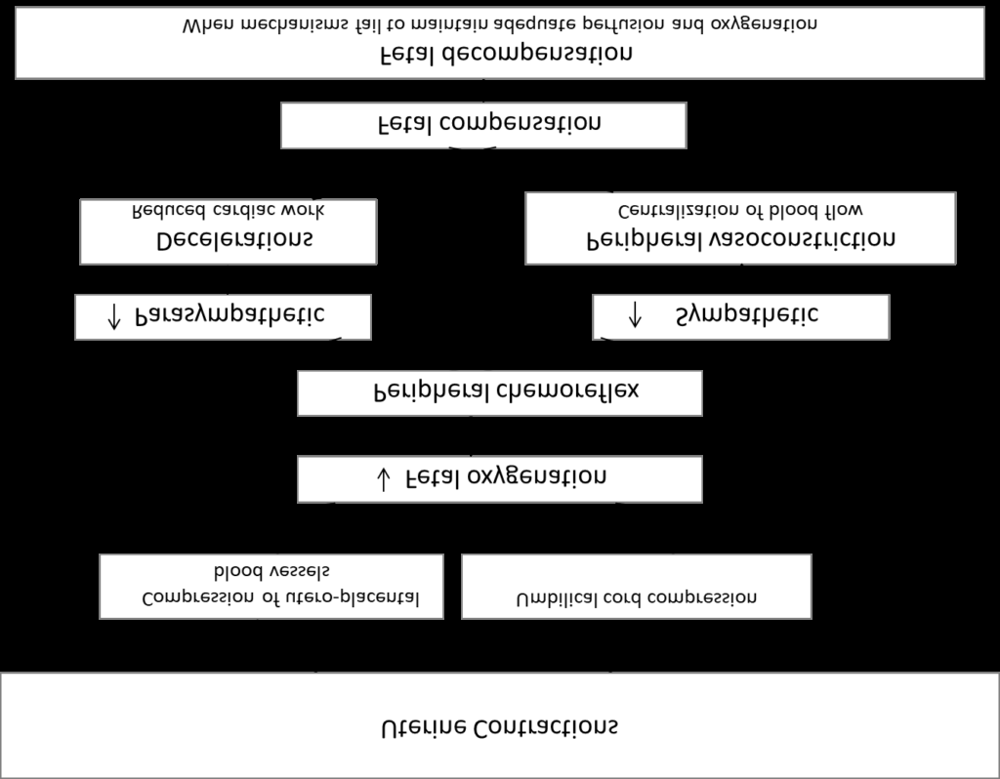 Uterine Contractions
Compression of utero-placental
blood vessels
Umbilical cord compression
↓ Fetal oxygenation
Peripheral chemoreflex
↑ Parasympathetic
↑ Sympathetic
Decelerations
Reduced cardiac work
Peripheral vasoconstriction
Centralization of blood flow
Fetal compensation
Fetal decompensation
When mechanisms fail to maintain adequate perfusion and oxygenation